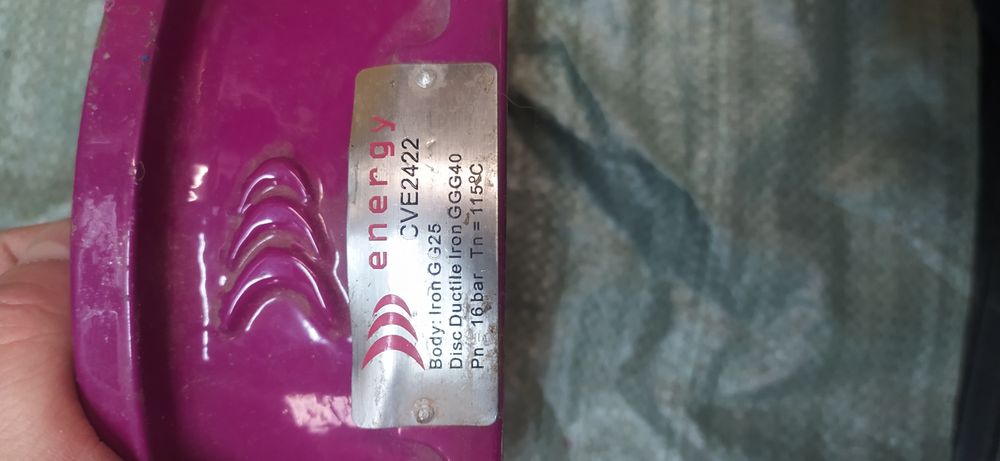 energy
CVE2422
Body: Iron GG25
Disc Ductile Iron GGG40
Pn = 16 bar Tn = 115°C